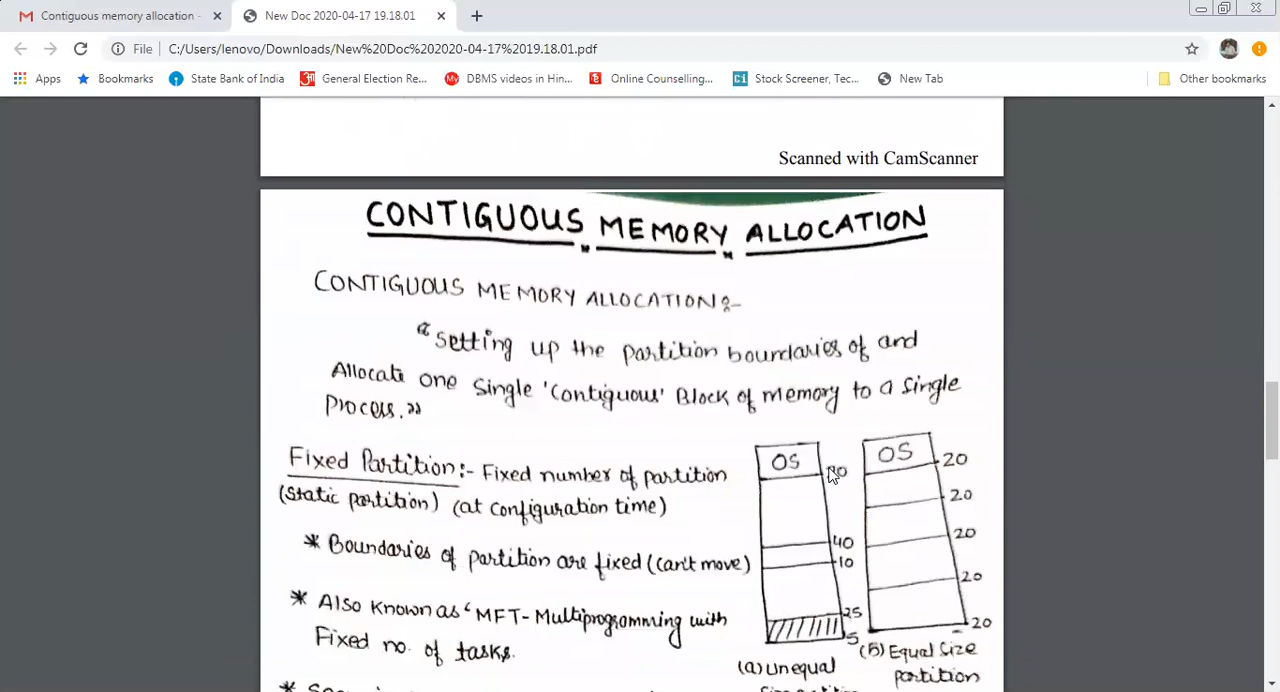 Contiguous memory allocation -
New Doc 2020-04-17 19.18.01
File
C:/Users/lenovo/Downloads/New%20Doc%202020-04-17%2019.18.01.pdf
Apps
Bookmarks
State Bank of India
General Election Re...
DBMS videos in Hin...
Online Counselling...
Stock Screener, Tec...
New Tab
Other bookmarks
Scanned with CamScanner
CONTIGUOUS MEMORY ALLOCATION
CONTIGUOUS MEMORY ALLOCATION:-
"Setting up the partition boundaries of and
Allocate one single 'Contiguous' Block of memory to a single
Process."
Fixed Partition:- Fixed number of partition
(Static partition) (at configuration time)
* Boundaries of partition are fixed (can't move)
* Also known as 'MFT-Multiprogramming with
Fixed no. of tasks.
OS
40
10
25
5
(a) Unequal
OS
20
20
20
20
20
(B) Equal Size
partition